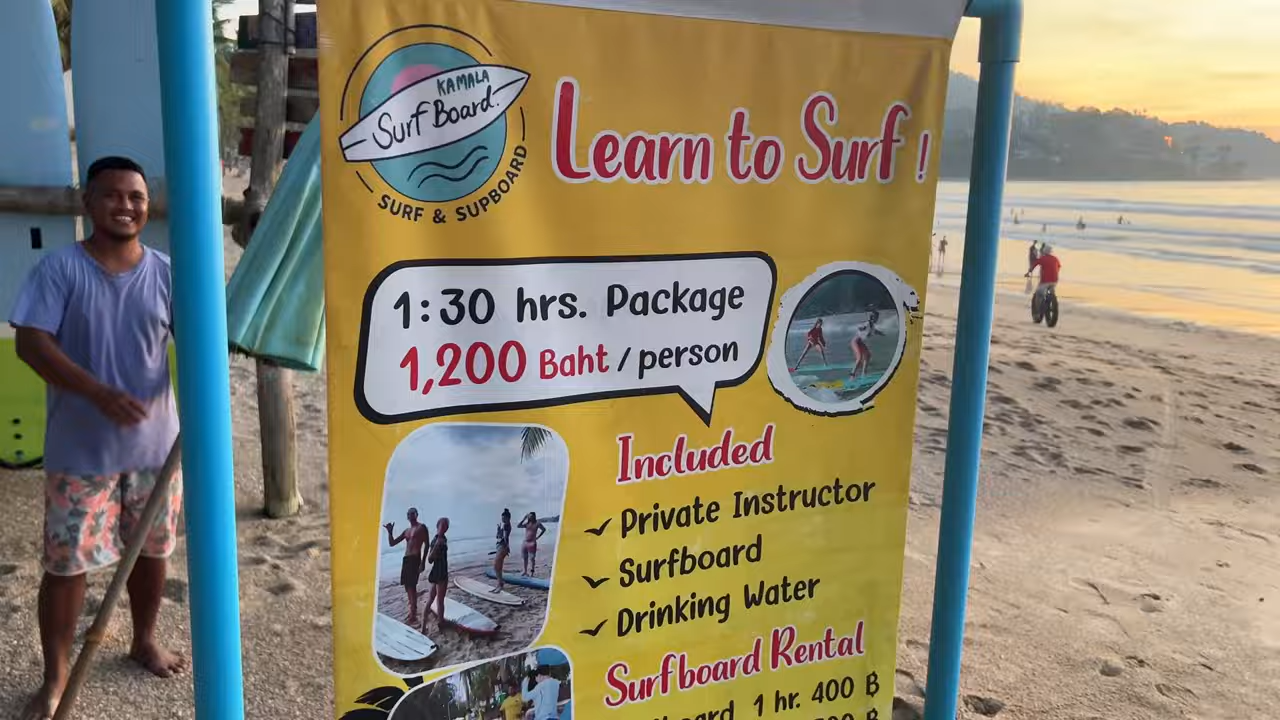 KAMALA
Surf Board.
SURF & SUPBOARD
Learn to Surf !
1:30 hrs. Package
1,200 Baht / person
Included
Private Instructor
Surfboard
Drinking Water
Surfboard Rental
1 hr. 400 ฿